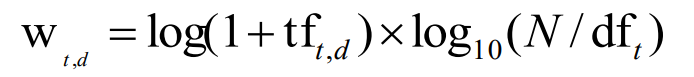 w_{t,d} = log(1+tf_{t,d})×log_{10}(N/df_t)